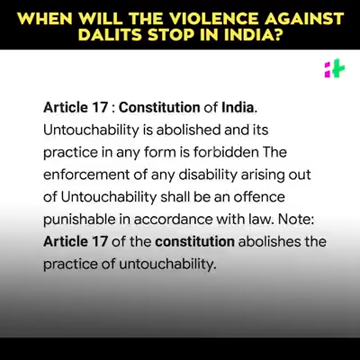 WHEN WILL THE VIOLENCE AGAINST
DALITS STOP IN INDIA?
Article 17 : Constitution of India.
Untouchability is abolished and its
practice in any form is forbidden The
enforcement of any disability arising out
of Untouchability shall be an offence
punishable in accordance with law. Note:
Article 17 of the constitution abolishes the
practice of untouchability.